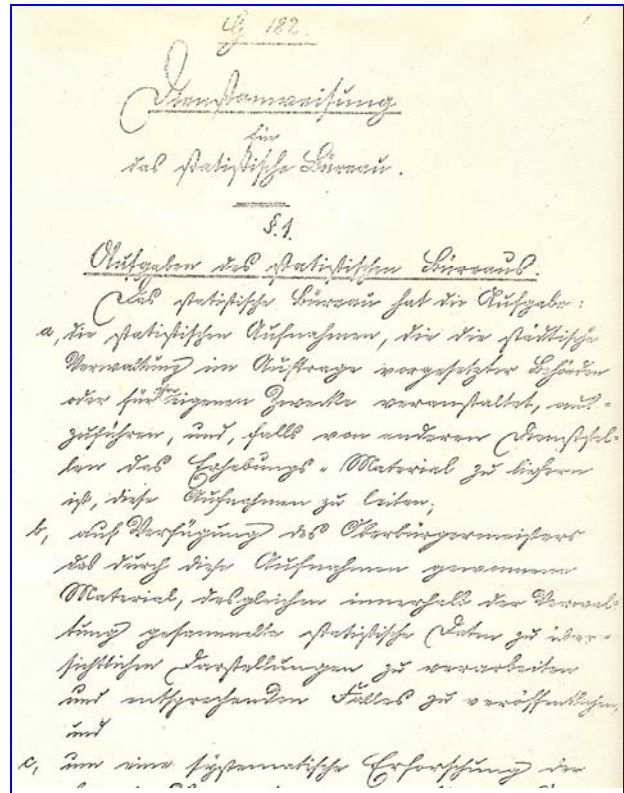 G 182.
Dienstanweisung
für
das statistische Büreau.
§.1.
Aufgaben des statistischen Büreaus.
Das statistische Büreau hat die Aufgabe:
a, die statistischen Aufnahmen, die die städtische
Verwaltung im Auftrage vorgesetzter Behörden
oder für ihre eigenen Zwecke veranstaltet, aus-
zuführen, und, falls von anderen Dienststel-
len das Erhebungs-Material zu liefern
ist, diese Aufnahmen zu leiten;
b, auf Verfügung des Oberbürgermeisters
das durch diese Aufnahmen gewonnene
Material, desgleichen innerhalb der Verwal-
tung gesammelte statistische Daten zu über-
sichtlichen Darstellungen zu verarbeiten
und entsprechenden Falles zu veröffentlichen,
und
c, um eine systematische Erforschung der